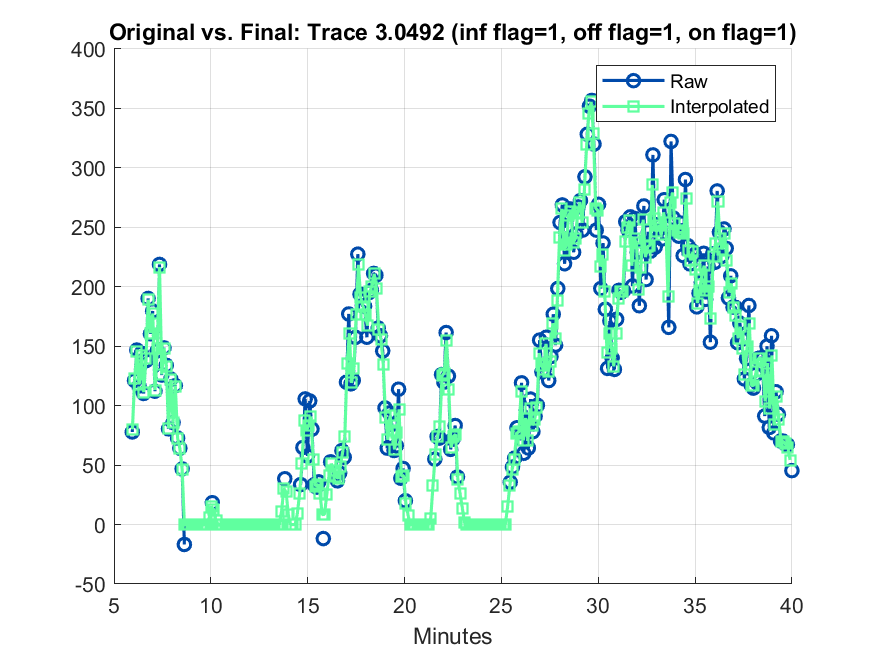 Original vs. Final: Trace 3.0492 (inf flag=1, off flag=1, on flag=1)
400
350
300
250
200
150
100
50
0
-50
Raw
Interpolated
5 10 15 20 25 30 35 40
Minutes